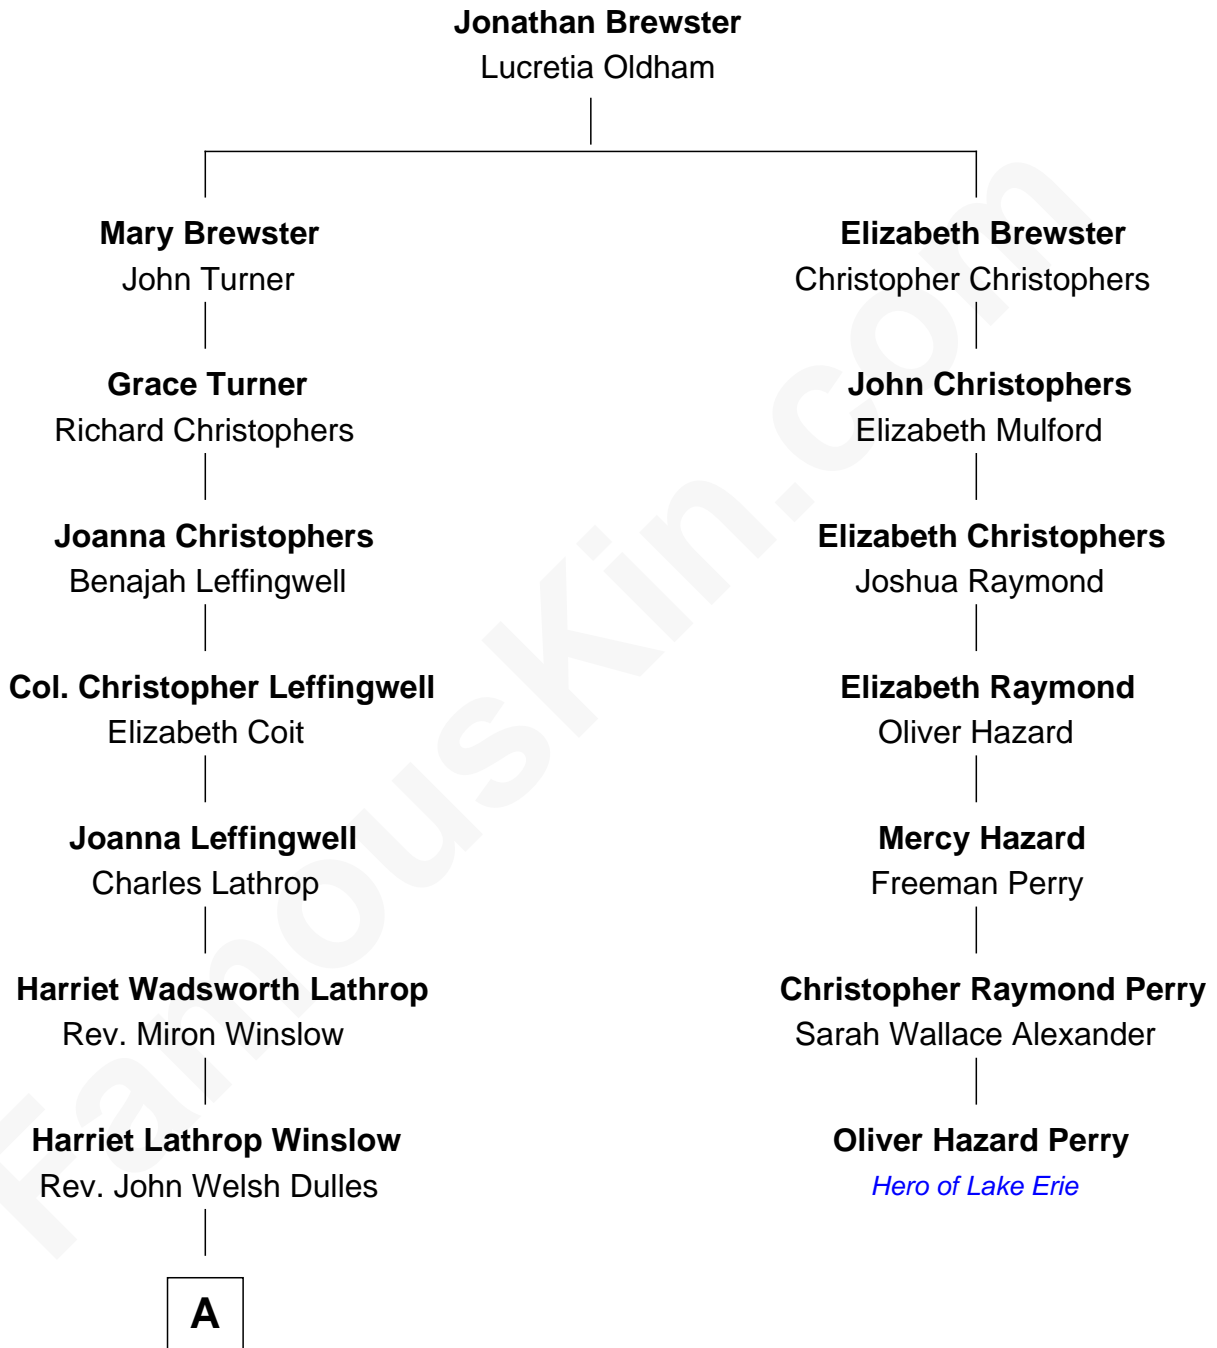 Jonathan Brewster
Lucretia Oldham
Mary Brewster
John Turner
Elizabeth Brewster
Christopher Christophers
Grace Turner
Richard Christophers
John Christophers
Elizabeth Mulford
Joanna Christophers
Benajah Leffingwell
Elizabeth Christophers
Joshua Raymond
Col. Christopher Leffingwell
Elizabeth Coit
Elizabeth Raymond
Oliver Hazard
Joanna Leffingwell
Charles Lathrop
Mercy Hazard
Freeman Perry
Harriet Wadsworth Lathrop
Rev. Miron Winslow
Christopher Raymond Perry
Sarah Wallace Alexander
Harriet Lathrop Winslow
Rev. John Welsh Dulles
Oliver Hazard Perry
Hero of Lake Erie
A
FamousKin.com